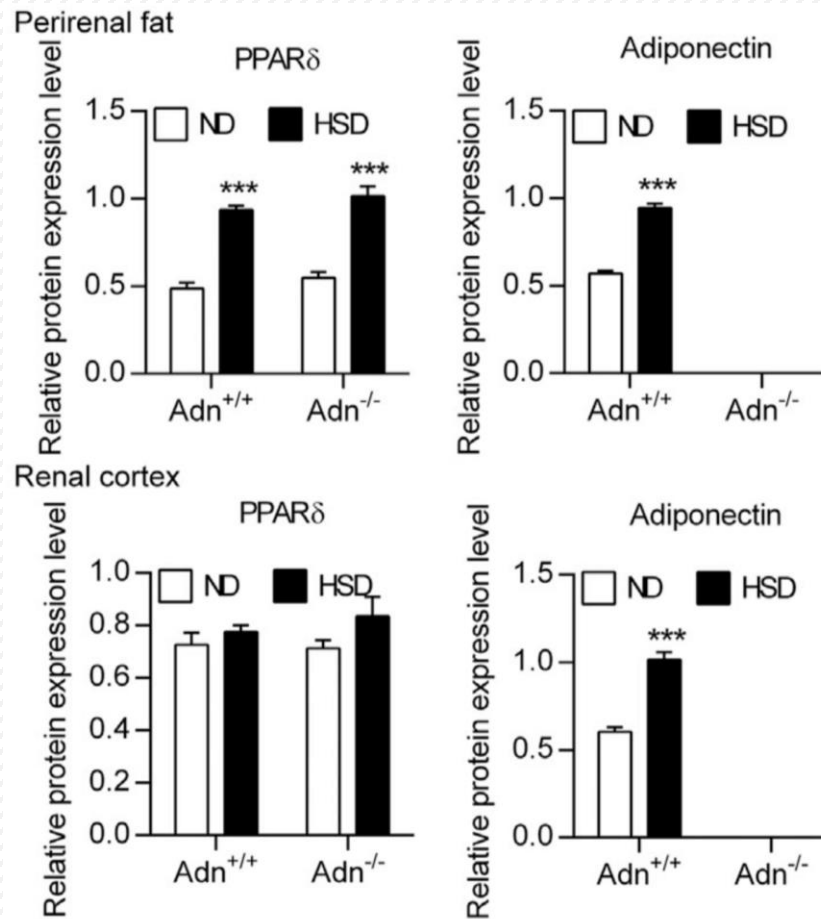 Perirenal fat
PPARδ
Relative protein expression level
1.5
1.0
0.5
0.0
ND HSD
***
***
Adn+/+ Adn-/-
Adiponectin
Relative protein expression level
1.5
1.0
0.5
0.0
ND HSD
***
Adn+/+ Adn-/-
Renal cortex
PPARδ
Relative protein expression level
1.0
0.8
0.6
0.4
0.2
0.0
ND HSD
Adn+/+ Adn-/-
Adiponectin
Relative protein expression level
1.5
1.0
0.5
0.0
ND HSD
***
Adn+/+ Adn-/-